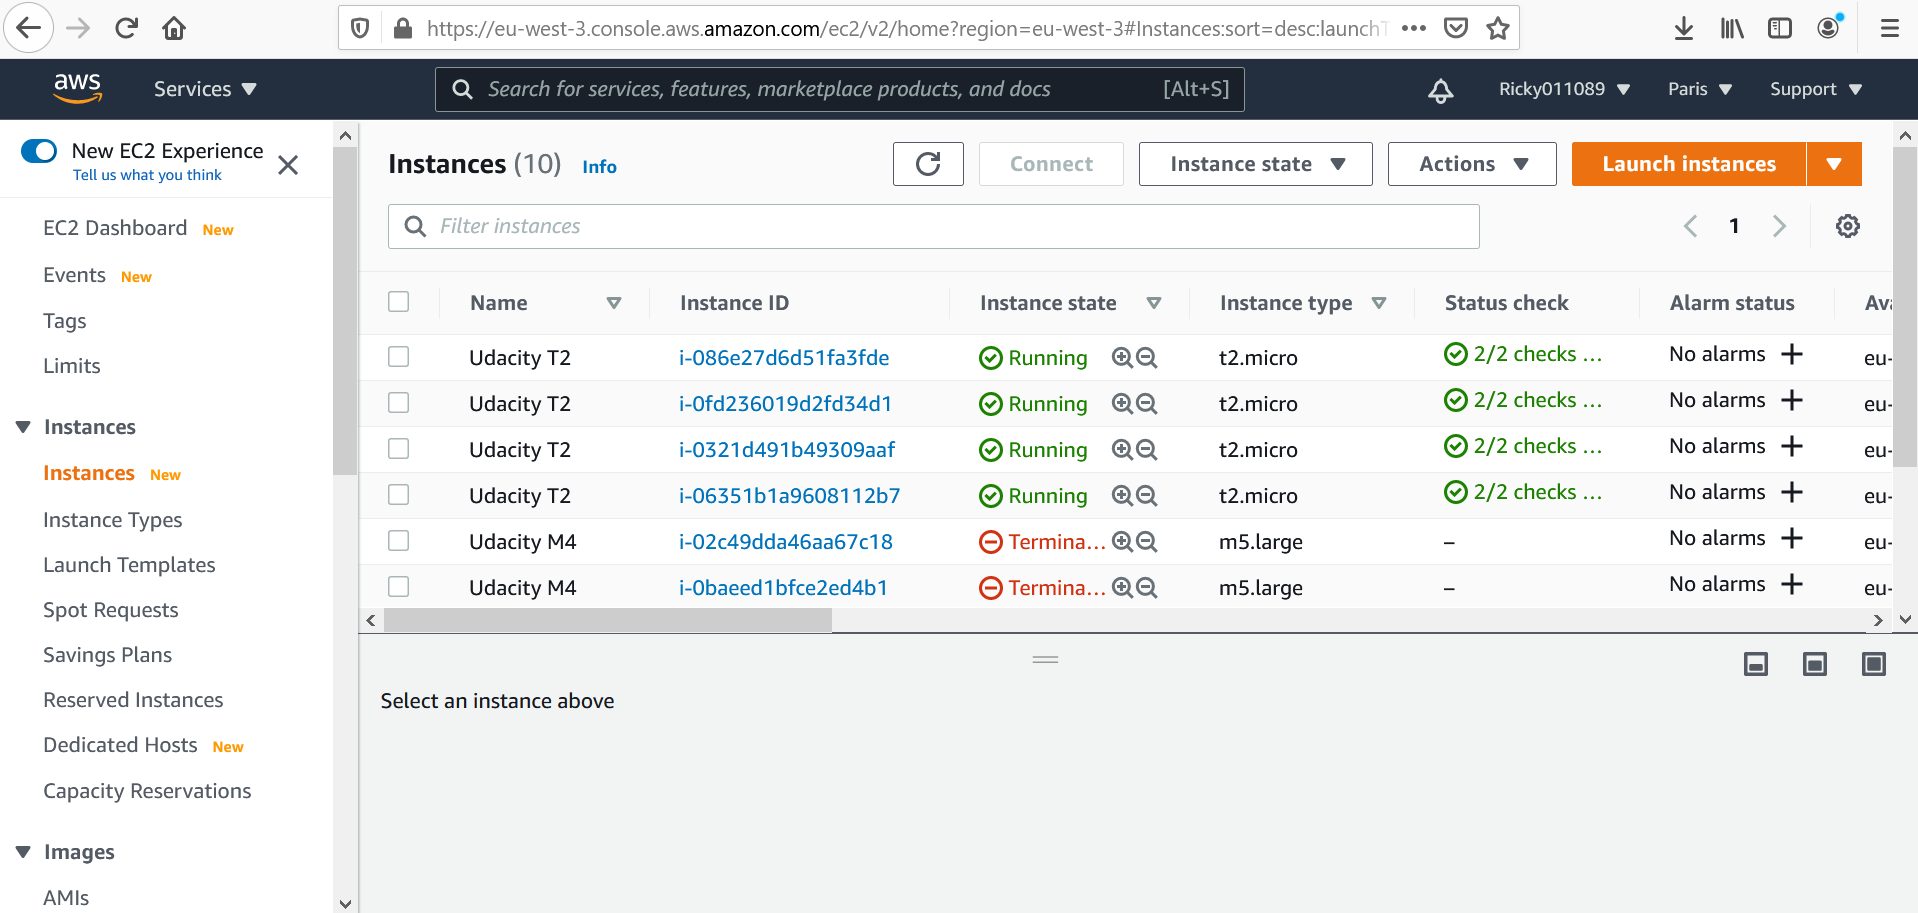 https://eu-west-3.console.aws.amazon.com/ec2/v2/home?region=eu-west-3#Instances:sort=desc:launchT
aws Services Search for services, features, marketplace products, and docs [Alt+S] Ricky011089 Paris Support
New EC2 Experience
Tell us what you think
EC2 Dashboard New
Events New
Tags
Limits
Instances
Instances New
Instance Types
Launch Templates
Spot Requests
Savings Plans
Reserved Instances
Dedicated Hosts New
Capacity Reservations
Images
AMIs
Instances (10) Info Connect Instance state Actions Launch instances
Filter instances 1
Name Instance ID Instance state Instance type Status check Alarm status Ava
Udacity T2 i-086e27d6d51fa3fde Running t2.micro 2/2 checks ... No alarms + eu-
Udacity T2 i-0fd236019d2fd34d1 Running t2.micro 2/2 checks ... No alarms + eu-
Udacity T2 i-0321d491b49309aaf Running t2.micro 2/2 checks ... No alarms + eu-
Udacity T2 i-06351b1a9608112b7 Running t2.micro 2/2 checks ... No alarms + eu-
Udacity M4 i-02c49dda46aa67c18 Termina... m5.large – No alarms + eu-
Udacity M4 i-0baeed1bfce2ed4b1 Termina... m5.large – No alarms + eu-
Select an instance above